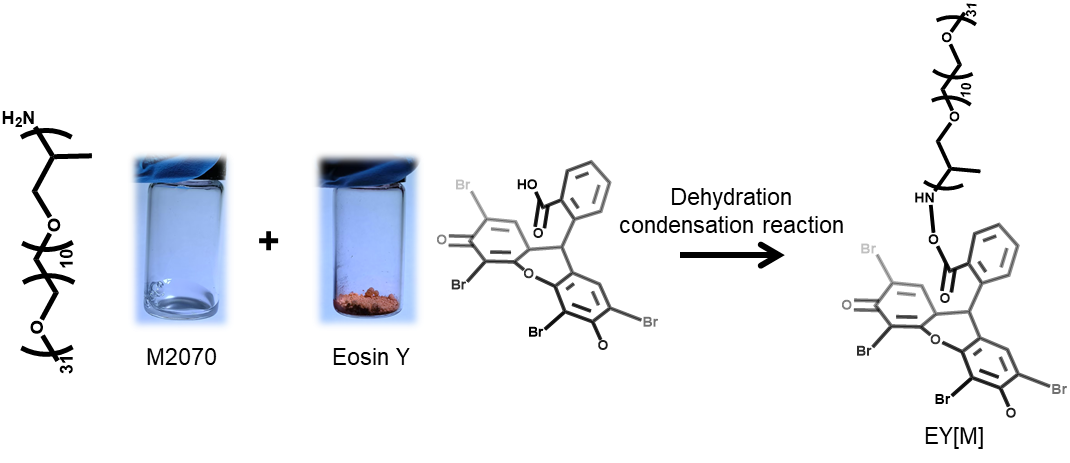 H₂N
O
10
O
31
M2070
+
Eosin Y
HO
O
Br
O
Br
O
Br
Br
O
Dehydration
condensation reaction
31
O
10
O
HN
O
O
Br
O
Br
O
Br
Br
O
EY[M]